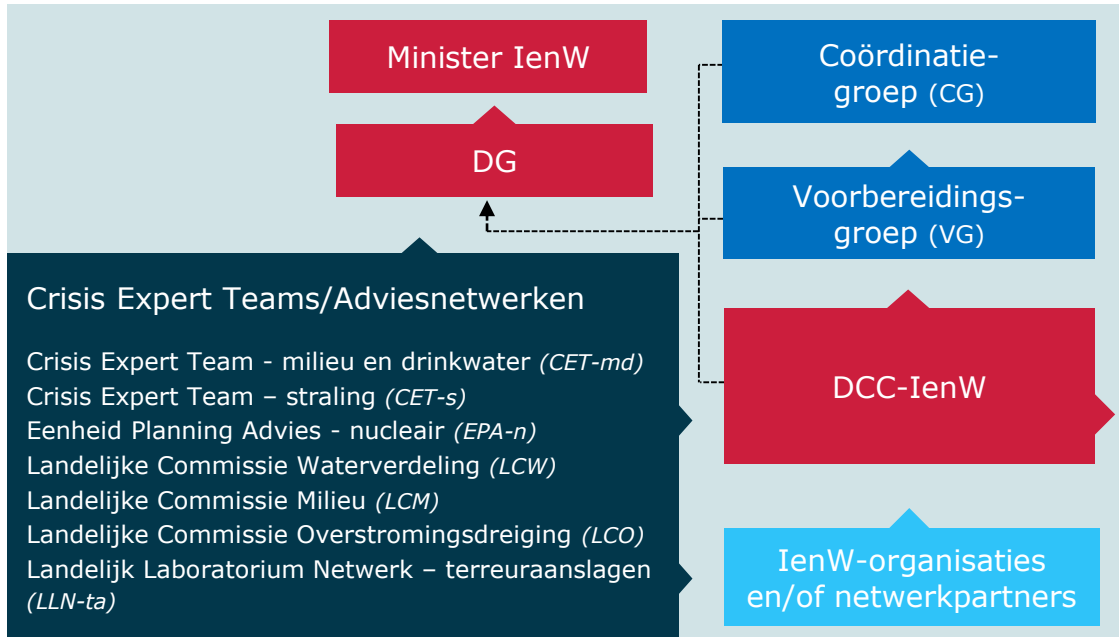 Minister IenW
DG
Coördinatie-
groep (CG)
Voorbereidings-
groep (VG)
Crisis Expert Teams/Adviesnetwerken
Crisis Expert Team - milieu en drinkwater (CET-md)
Crisis Expert Team – straling (CET-s)
Eenheid Planning Advies - nucleair (EPA-n)
Landelijke Commissie Waterverdeling (LCW)
Landelijke Commissie Milieu (LCM)
Landelijke Commissie Overstromingsdreiging (LCO)
Landelijk Laboratorium Netwerk – terreuraanslagen
(LLN-ta)
DCC-IenW
IenW-organisaties
en/of netwerkpartners